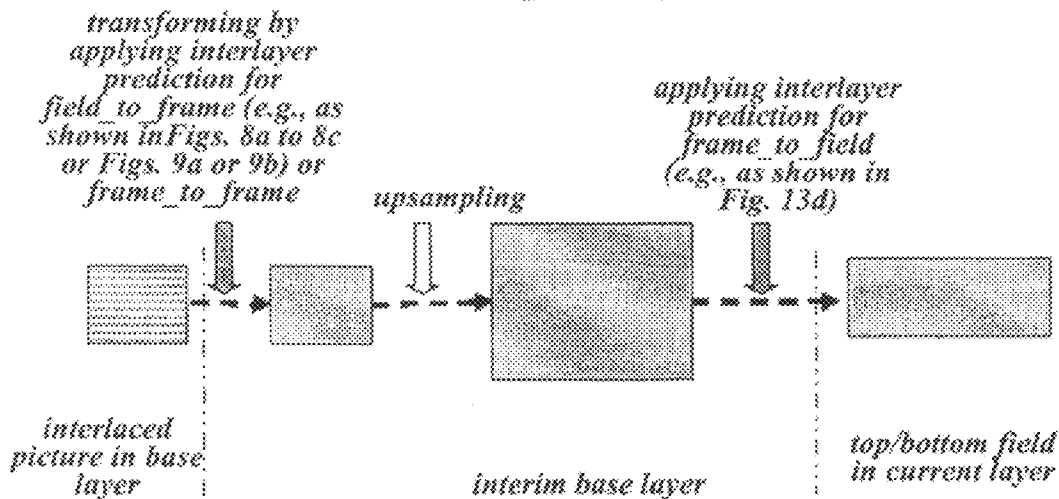 transforming by
applying interlayer
prediction for
field_to_frame (e.g., as
shown inFigs. 8a to 8c
or Figs. 9a or 9b) or
frame_to_frame
upsampling
applying interlayer
prediction for
frame_to_field
(e.g., as shown in
Fig. 13d)
interlaced
picture in base
layer
interim base layer
top/bottom field
in current layer